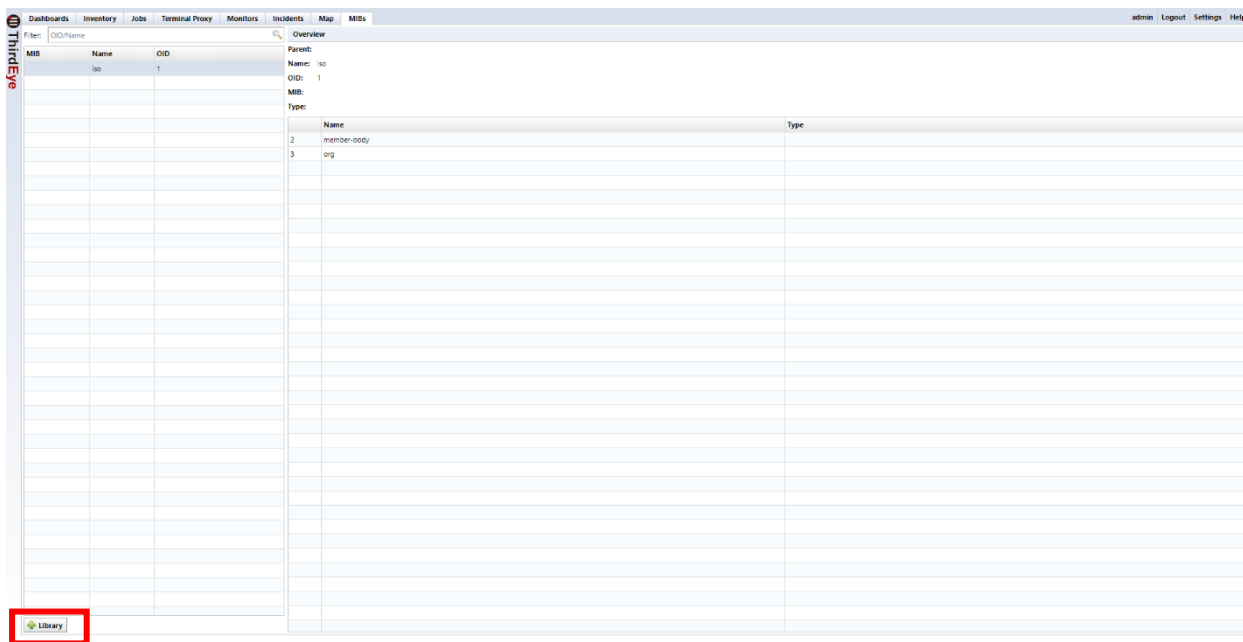 Dashboards Inventory Jobs Terminal Proxy Monitors Incidents Map MIBs admin Logout Settings Help
ThirdEye
Filter: OID/Name
MIB Name OID
iso 1
Overview
Parent:
Name: iso
OID: 1
MIB:
Type:
Name Type
2 member-body
3 org
Library